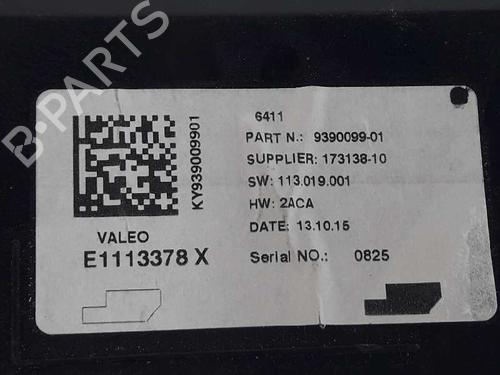 6411
PART N.: 9390099-01
SUPPLIER: 173138-10
SW: 113.019.001
HW: 2ACA
DATE: 13.10.15
Serial NO.: 0825
KY939009901
VALEO
E1113378 X
B-PARTS